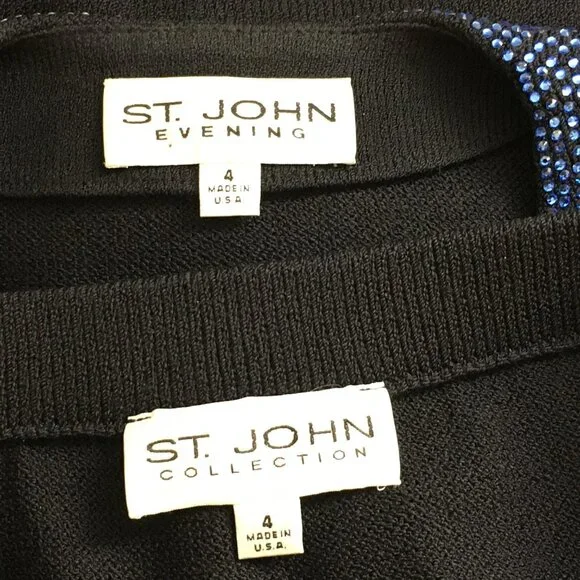 ST. JOHN
EVENING
4
MADE IN
U.S.A
ST. JOHN
COLLECTION
4
MADE IN
U.S.A.